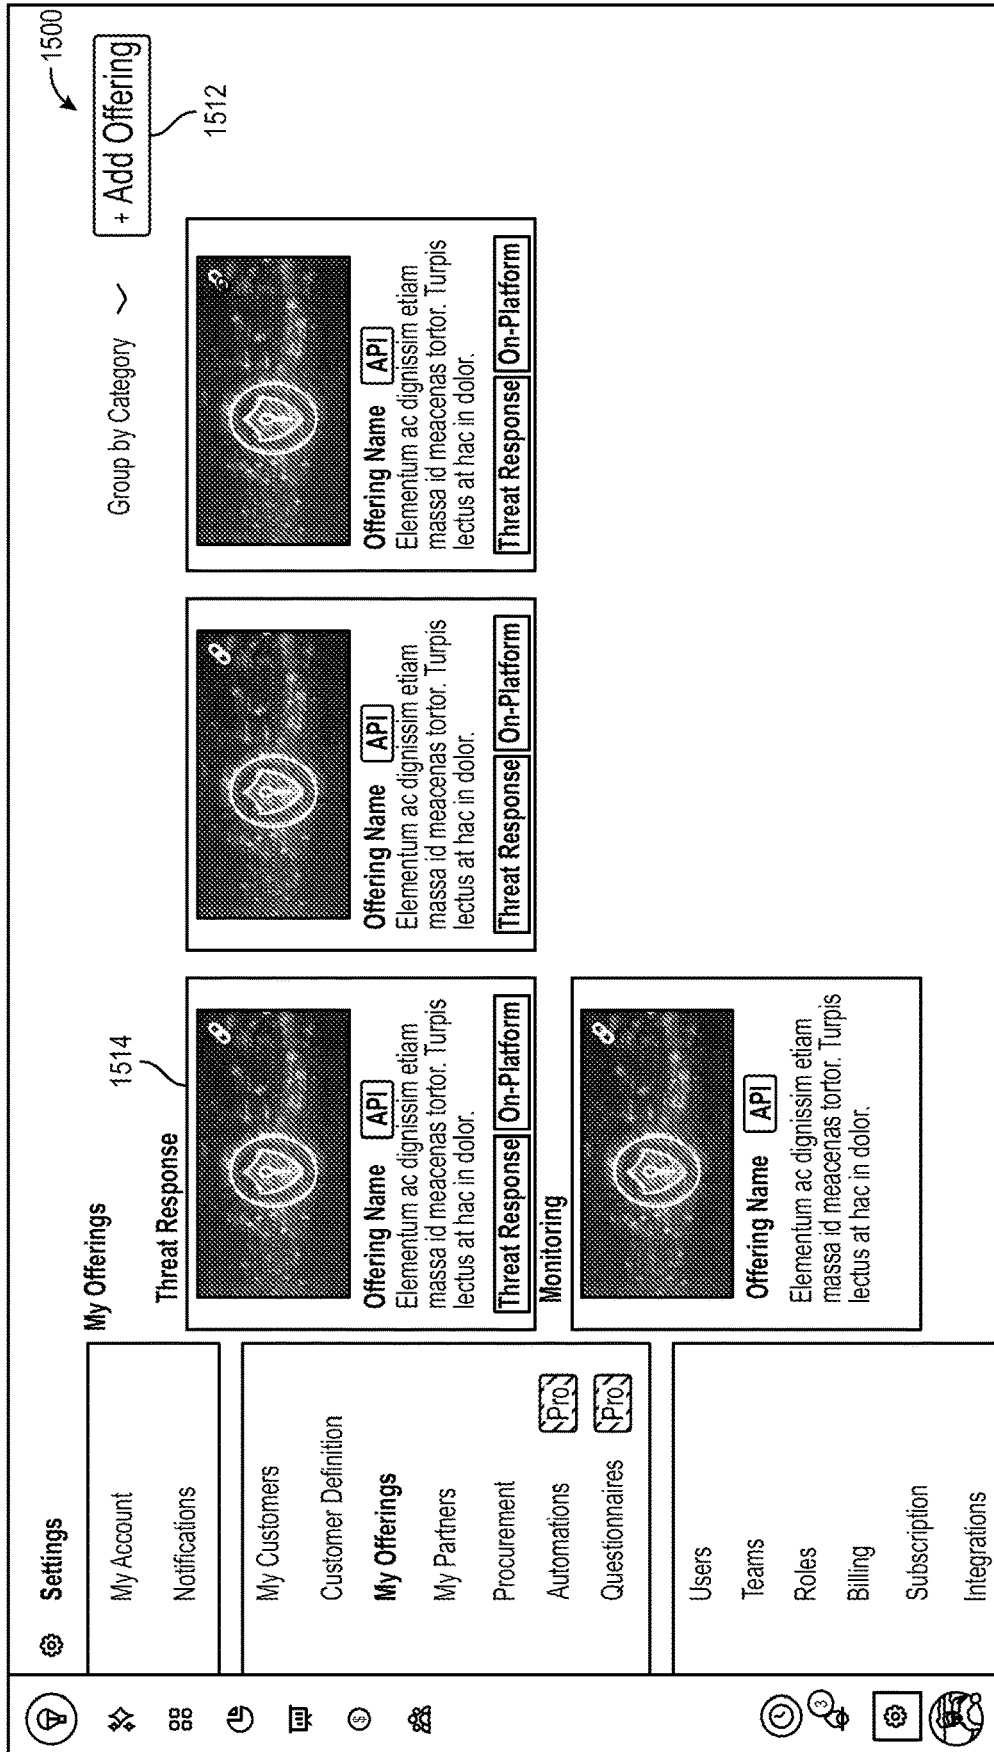 1500
Settings
My Account
Notifications
My Customers
Customer Definition
My Offerings
My Partners
Procurement
Automations Pro
Questionnaires Pro
Users
Teams
Roles
Billing
Subscription
Integrations
3
$
My Offerings
Group by Category
+ Add Offering
1512
Threat Response
1514
Offering Name API
Elementum ac dignissim etiam
massa id meacenas tortor. Turpis
lectus at hac in dolor.
Threat Response On-Platform
Offering Name API
Elementum ac dignissim etiam
massa id meacenas tortor. Turpis
lectus at hac in dolor.
Threat Response On-Platform
Offering Name API
Elementum ac dignissim etiam
massa id meacenas tortor. Turpis
lectus at hac in dolor.
Threat Response On-Platform
Monitoring
Offering Name API
Elementum ac dignissim etiam
massa id meacenas tortor. Turpis
lectus at hac in dolor.